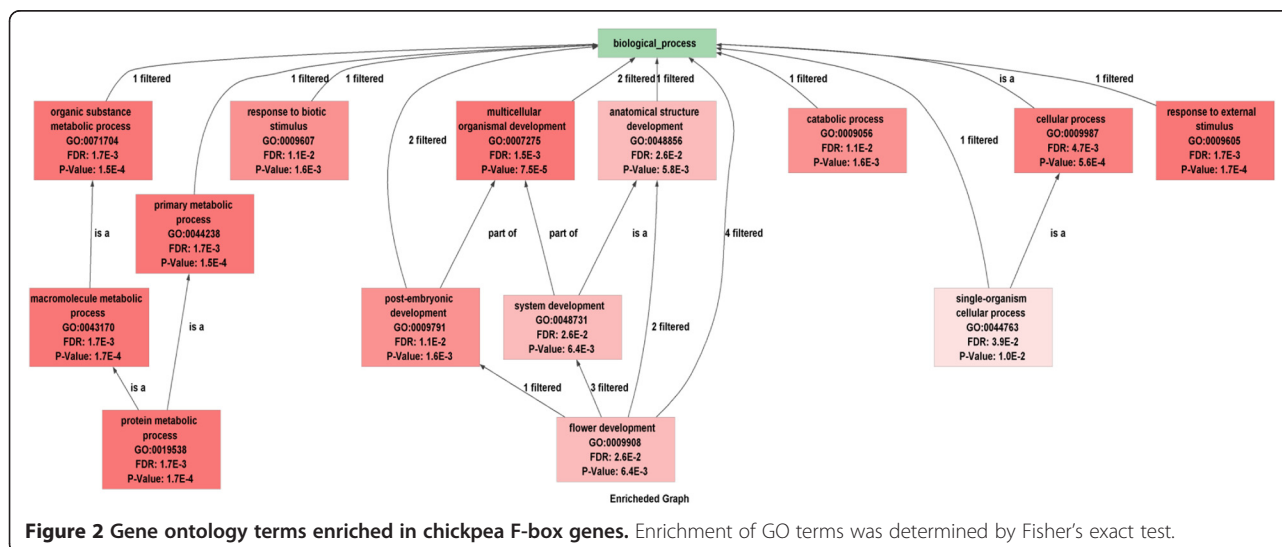 biological_process
1 filtered
1 filtered
1 filtered
2 filtered
1 filtered
1 filtered
is a
1 filtered
organic substance
metabolic process
GO:0071704
FDR: 1.7E-3
P-Value: 1.5E-4
response to biotic
stimulus
GO:0009607
FDR: 1.1E-2
P-Value: 1.6E-3
multicellular
organismal development
GO:0007275
FDR: 1.5E-3
P-Value: 7.5E-5
anatomical structure
development
GO:0048856
FDR: 2.6E-2
P-Value: 5.8E-3
catabolic process
GO:0009056
FDR: 1.1E-2
P-Value: 1.6E-3
cellular process
GO:0009987
FDR: 4.7E-3
P-Value: 5.6E-4
response to external
stimulus
GO:0009605
FDR: 1.7E-3
P-Value: 1.7E-4
2 filtered
1 filtered
primary metabolic
process
GO:0044238
FDR: 1.7E-3
P-Value: 1.5E-4
is a
part of
part of
is a
4 filtered
is a
macromolecule metabolic
process
GO:0043170
FDR: 1.7E-3
P-Value: 1.7E-4
is a
post-embryonic
development
GO:0009791
FDR: 1.1E-2
P-Value: 1.6E-3
system development
GO:0048731
FDR: 2.6E-2
P-Value: 6.4E-3
2 filtered
single-organism
cellular process
GO:0044763
FDR: 3.9E-2
P-Value: 1.0E-2
is a
1 filtered
3 filtered
protein metabolic
process
GO:0019538
FDR: 1.7E-3
P-Value: 1.7E-4
flower development
GO:0009908
FDR: 2.6E-2
P-Value: 6.4E-3
Enricheded Graph
Figure 2 Gene ontology terms enriched in chickpea F-box genes. Enrichment of GO terms was determined by Fisher's exact test.